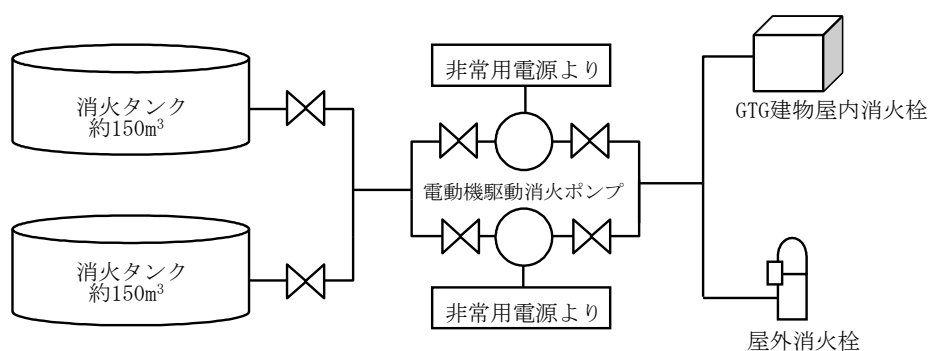 非常用電源より
消火タンク
約150m³
GTG建物屋内消火栓
電動機駆動消火ポンプ
消火タンク
約150m³
非常用電源より
屋外消火栓